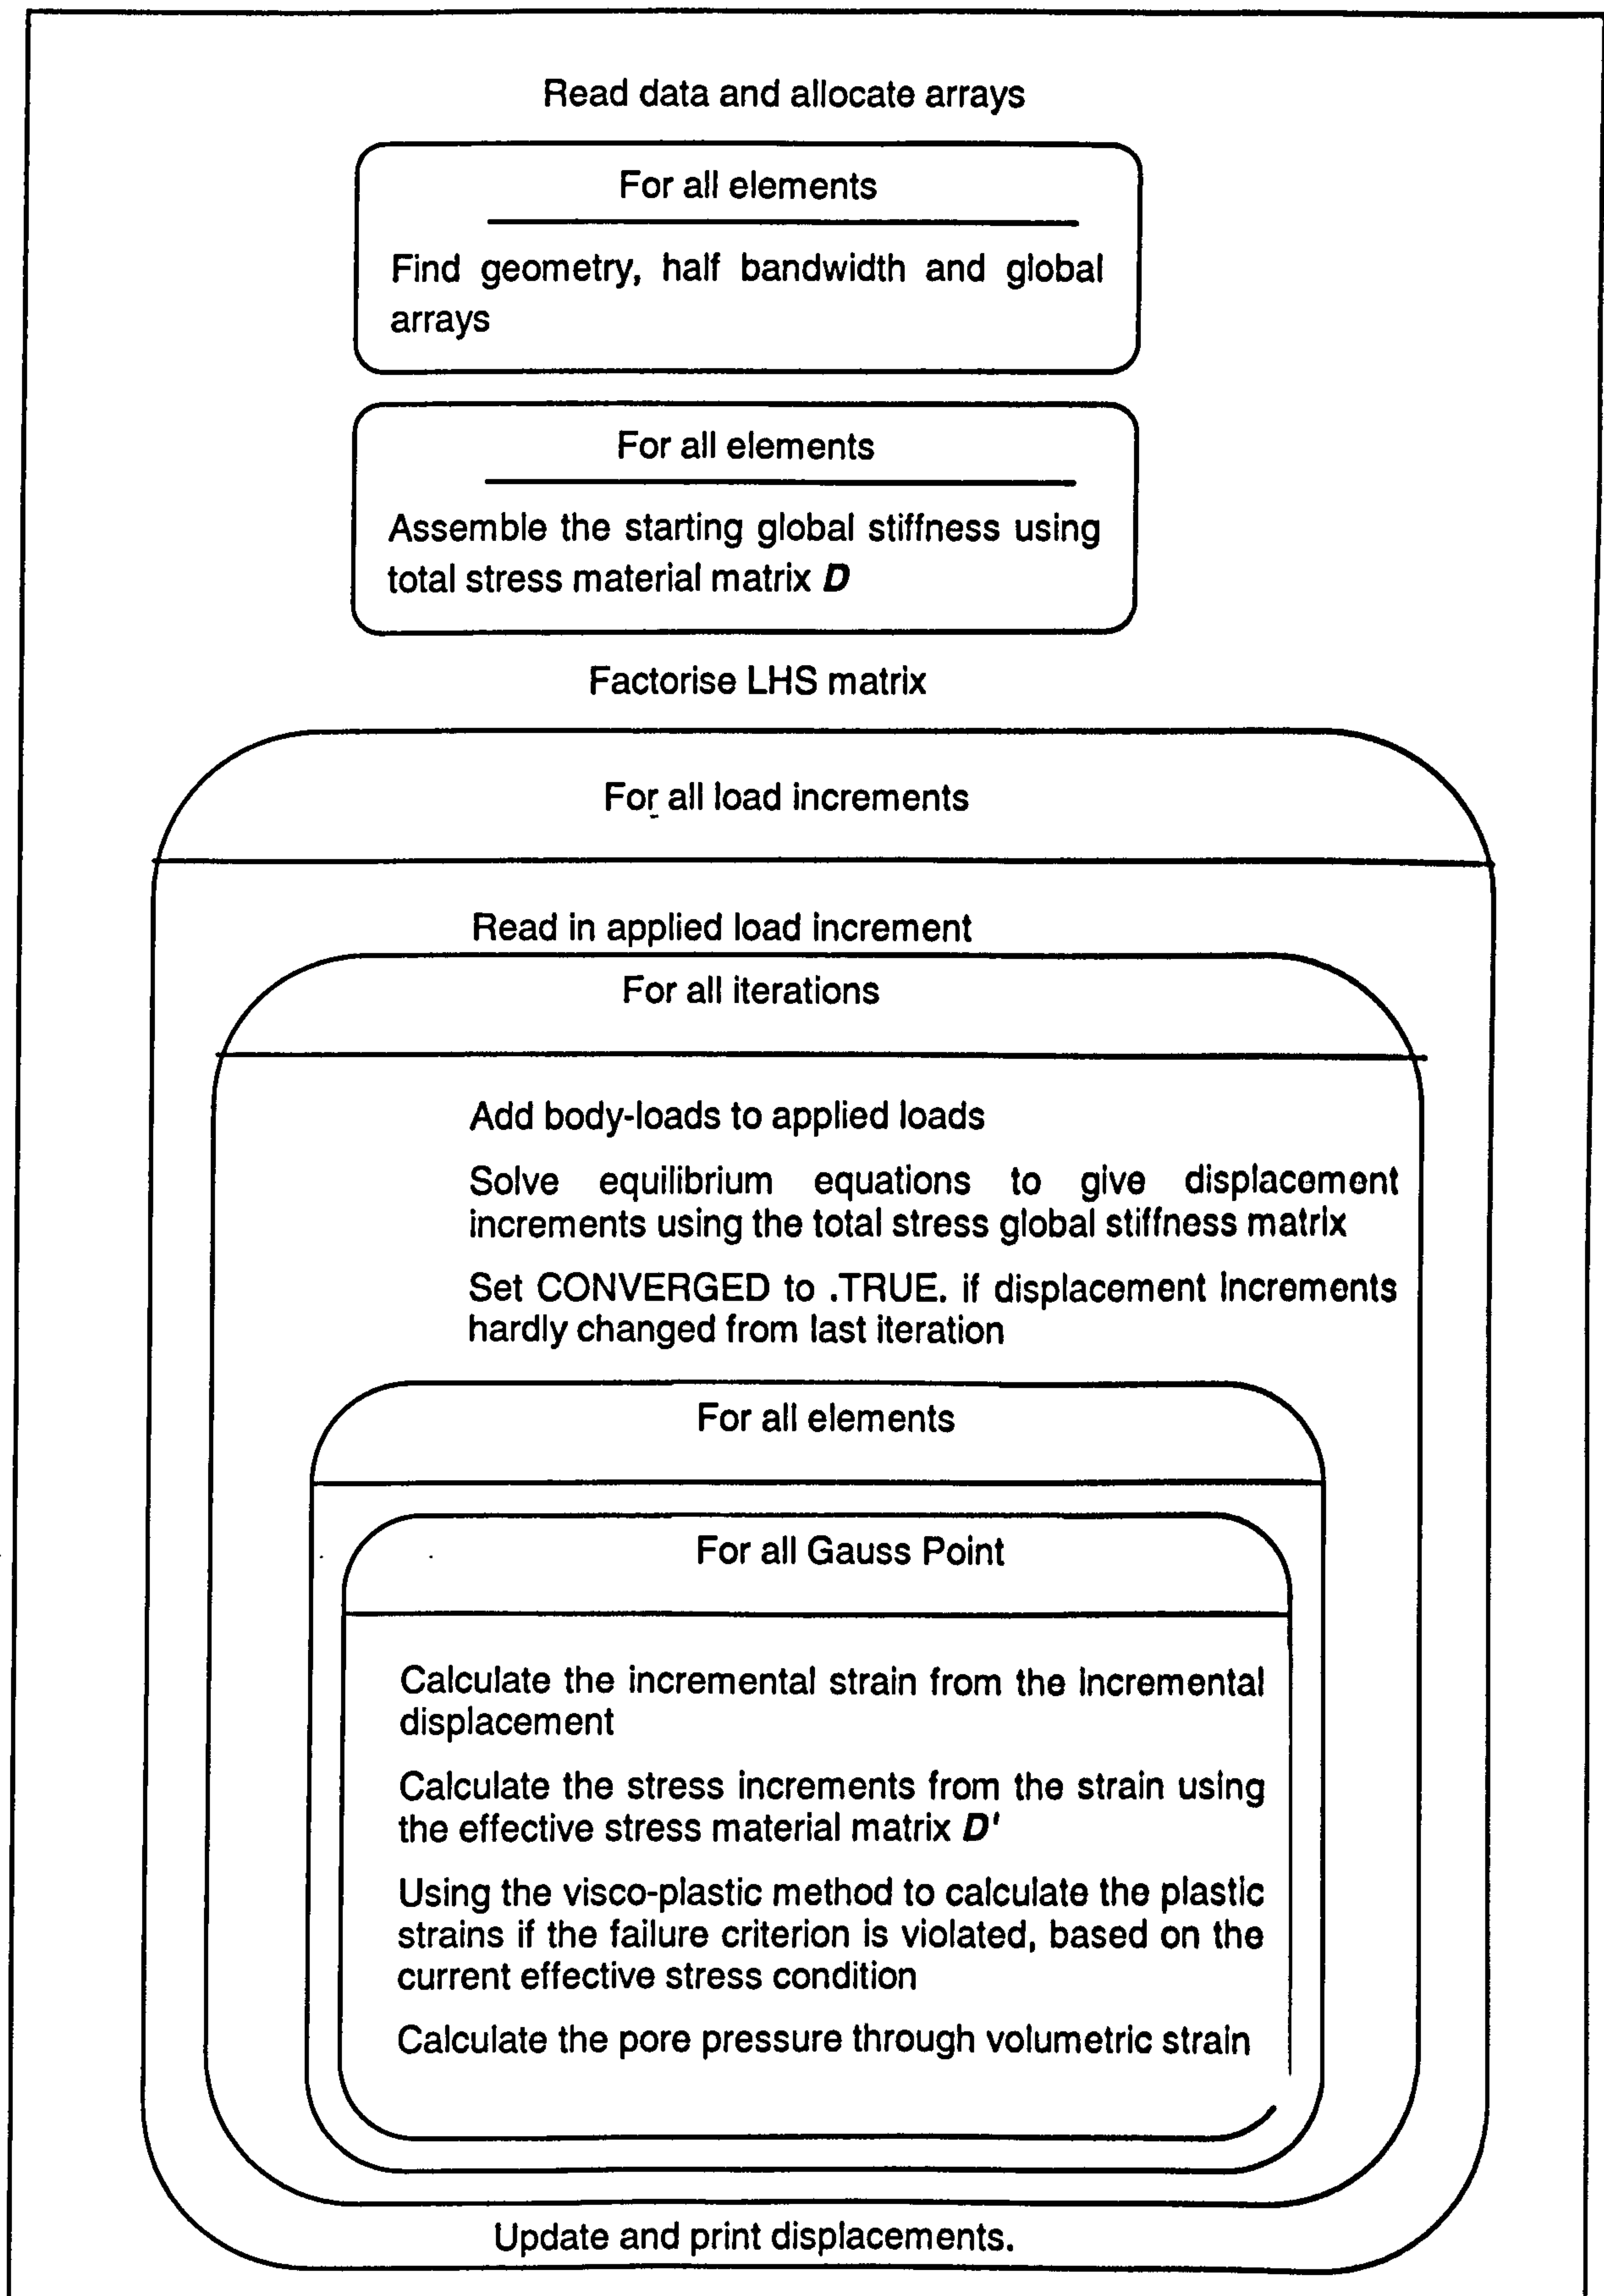 Read data and allocate arrays
For all elements
Find geometry, half bandwidth and global
arrays
For all elements
Assemble the starting global stiffness using
total stress material matrix D
Factorise LHS matrix
For all load increments
Read in applied load increment
For all iterations
Add body-loads to applied loads
Solve equilibrium equations to give displacement
increments using the total stress global stiffness matrix
Set CONVERGED to .TRUE. if displacement increments
hardly changed from last iteration
For all elements
For all Gauss Point
Calculate the incremental strain from the incremental
displacement
Calculate the stress increments from the strain using
the effective stress material matrix D'
Using the visco-plastic method to calculate the plastic
strains if the failure criterion is violated, based on the
current effective stress condition
Calculate the pore pressure through volumetric strain
Update and print displacements.